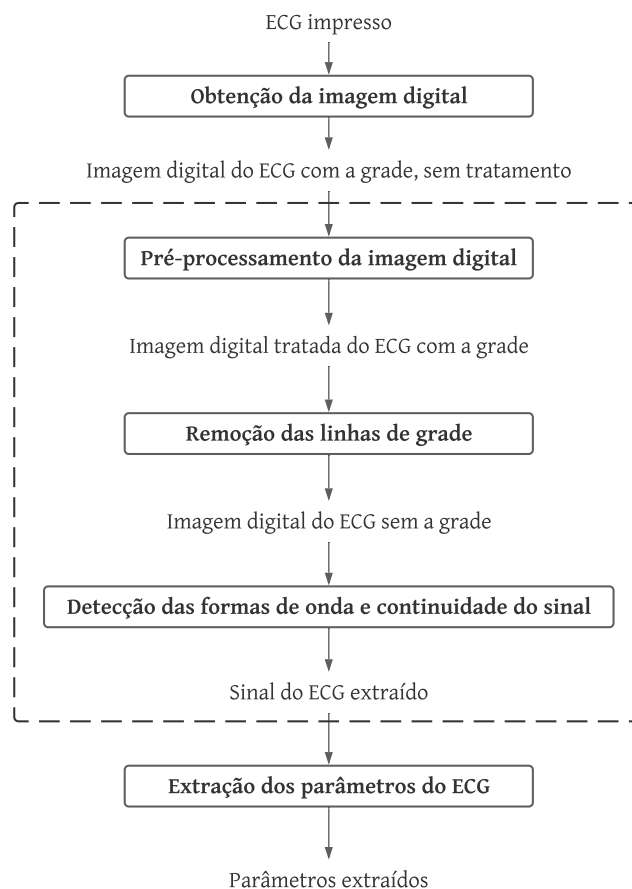 ECG impresso
Obtenção da imagem digital
Imagem digital do ECG com a grade, sem tratamento
Pré-processamento da imagem digital
Imagem digital tratada do ECG com a grade
Remoção das linhas de grade
Imagem digital do ECG sem a grade
Detecção das formas de onda e continuidade do sinal
Sinal do ECG extraído
Extração dos parâmetros do ECG
Parâmetros extraídos